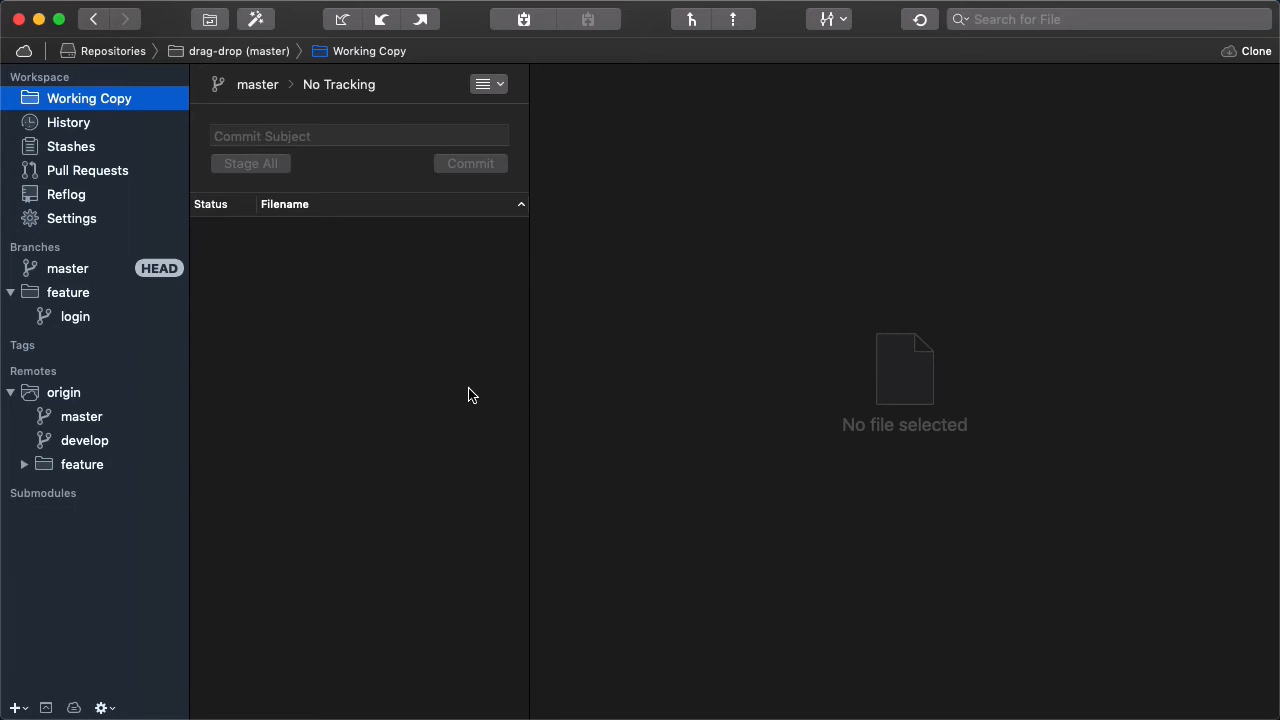 Search for File
Repositories
drag-drop (master)
Working Copy
Clone
Workspace
Working Copy
History
Stashes
Pull Requests
Reflog
Settings
Branches
master
HEAD
feature
login
Tags
Remotes
origin
master
develop
feature
Submodules
master
No Tracking
Commit Subject
Stage All
Commit
Status
Filename
No file selected